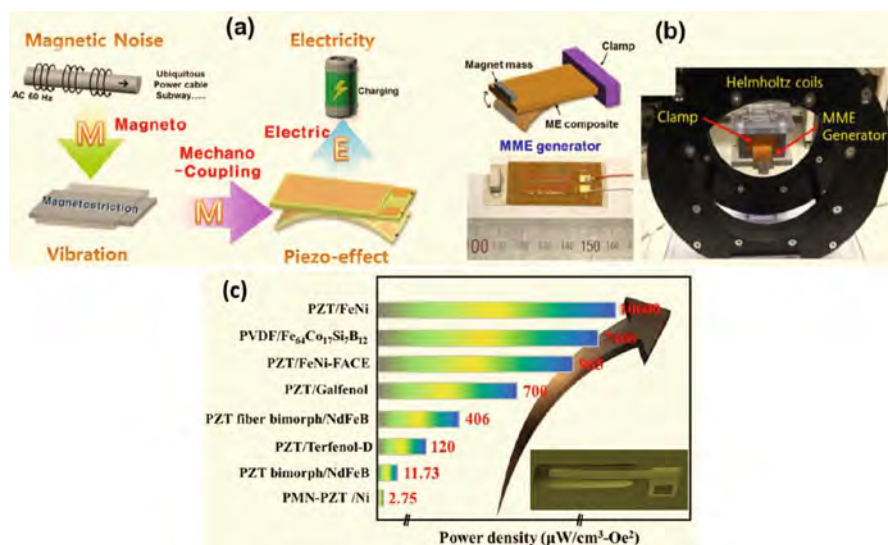 (a)
Magnetic Noise
AC 60 Hz
Ubiquitous
Power cable
Subway.....
M Magneto
Magnetostriction
Vibration
Mechano
-Coupling
M
Electricity
Charging
Electric
E
Piezo-effect
Clamp
Magnet mass
ME composite
MME generator
130 140 150
(b)
Helmholtz coils
Clamp
MME
Generator
(c)
PZT/FeNi 10600
PVDF/Fe64Co17Si7B12
PZT/FeNi-FACE
PZT/Galfenol 700
PZT fiber bimorph/NdFeB 406
PZT/Terfenol-D 120
PZT bimorph/NdFeB 11.73
PMN-PZT /Ni 2.75
Power density (μW/cm³-Oe²)